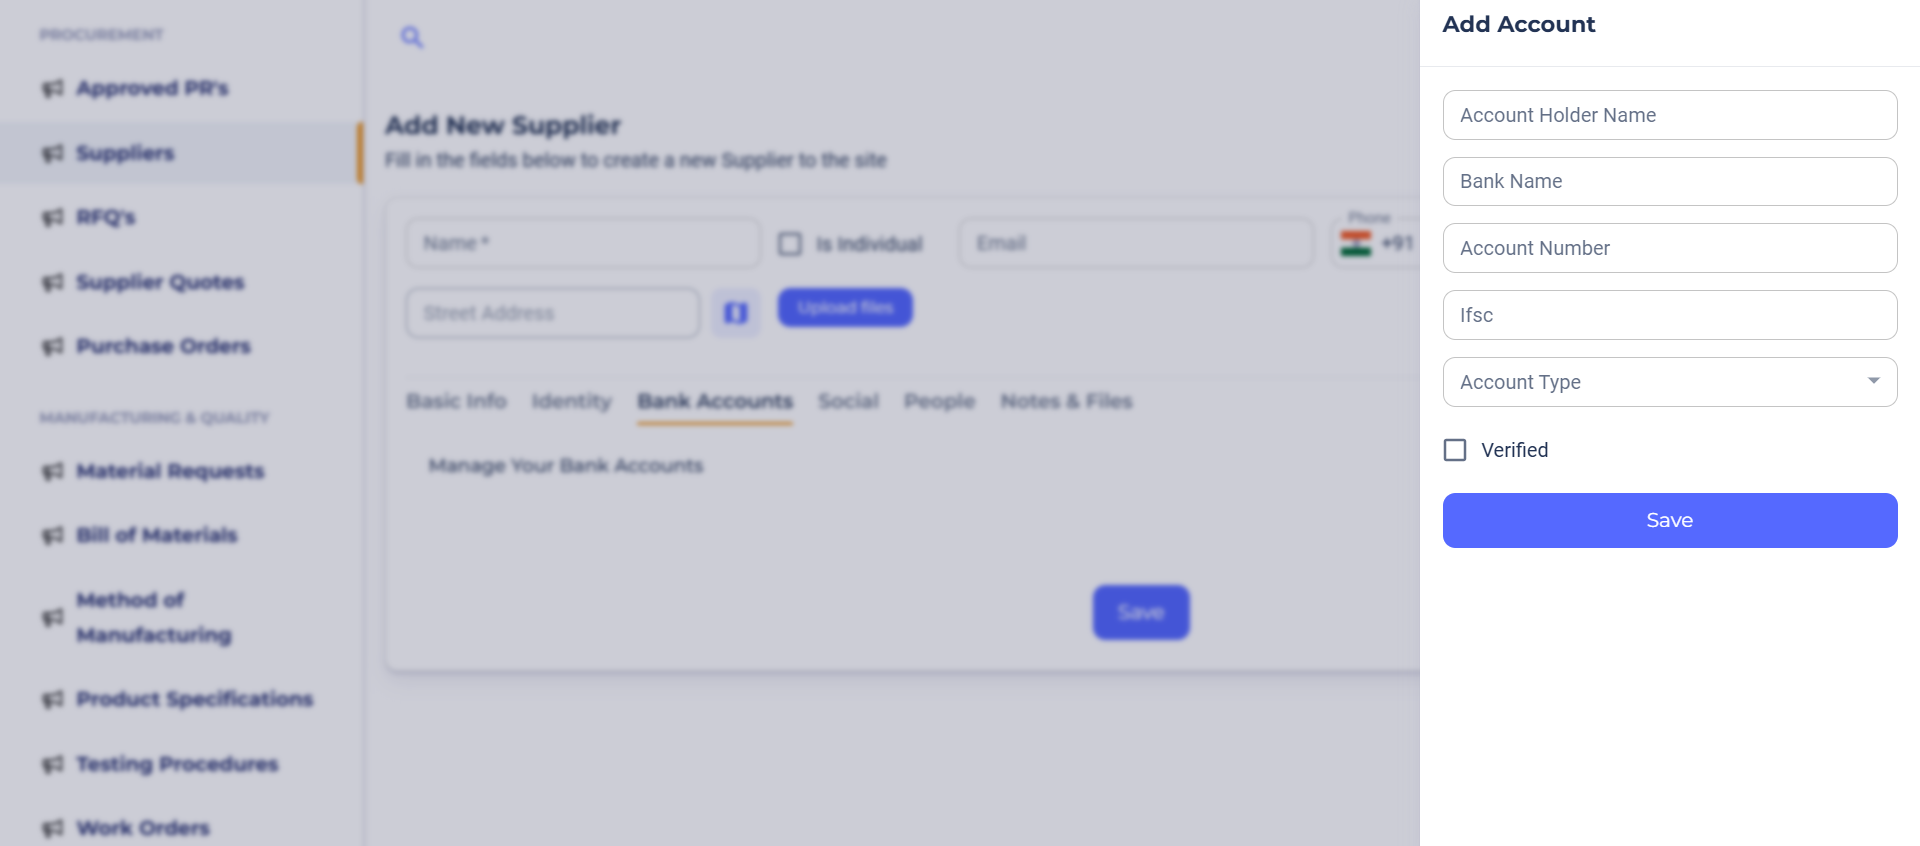 PROCUREMENT
Approved PR's
Suppliers
RFQ's
Supplier Quotes
Purchase Orders
MANUFACTURING & QUALITY
Material Requests
Bill of Materials
Method of
Manufacturing
Product Specifications
Testing Procedures
Work Orders
Add New Supplier
Fill in the fields below to create a new Supplier to the site
Name *
Is Individual
Email
Phone
+91
Street Address
Upload files
Basic Info Identity Bank Accounts Social People Notes & Files
Manage Your Bank Accounts
Save
Add Account
Account Holder Name
Bank Name
Account Number
Ifsc
Account Type
Verified
Save